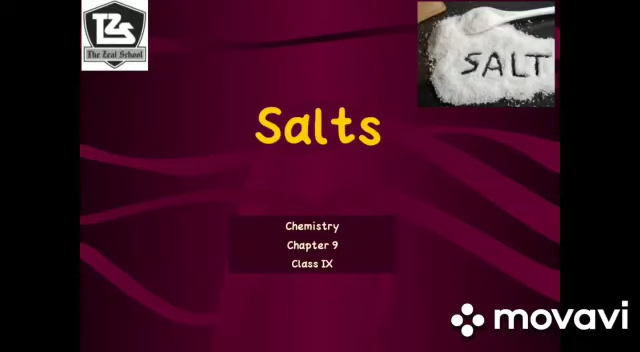 TZS
The Zeal School
SALT
Salts
Chemistry
Chapter 9
Class IX
movavi